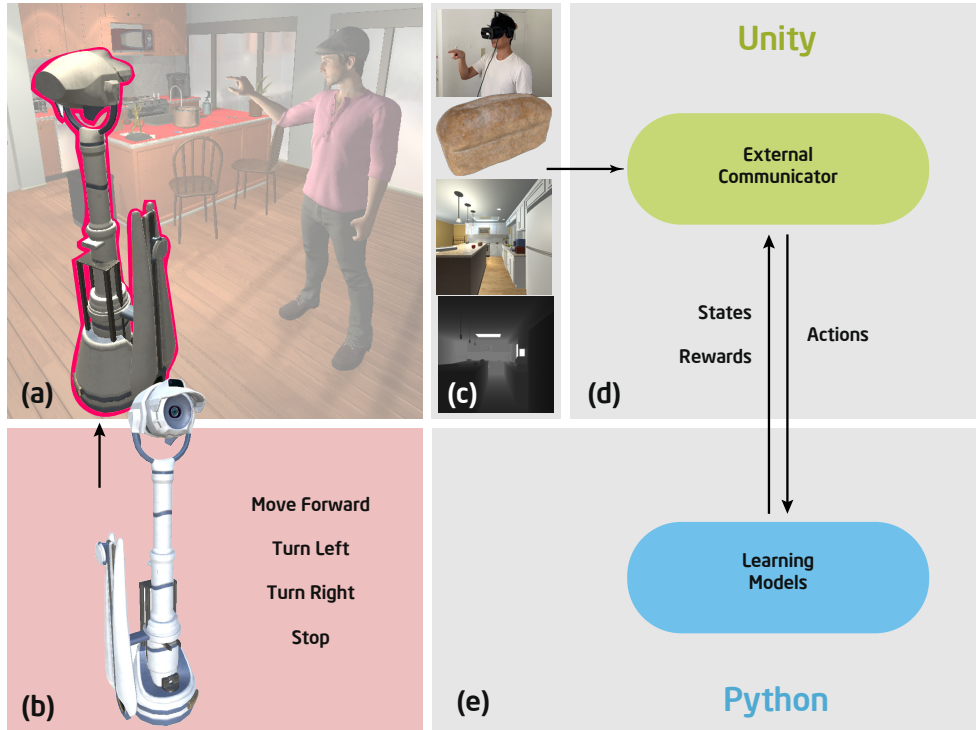 (a)
(b)
Move Forward
Turn Left
Turn Right
Stop
(c)
(d)
Unity
External
Communicator
States
Rewards
Actions
Learning
Models
(e)
Python